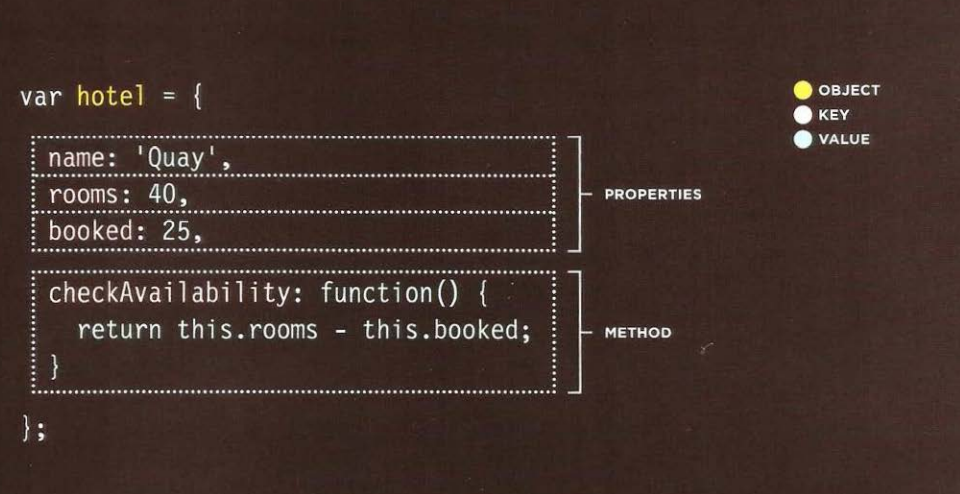 var hotel = {
OBJECT
KEY
VALUE
name: 'Quay',
rooms: 40,
booked: 25,
PROPERTIES
checkAvailability: function() {
return this.rooms - this.booked;
}
METHOD
};